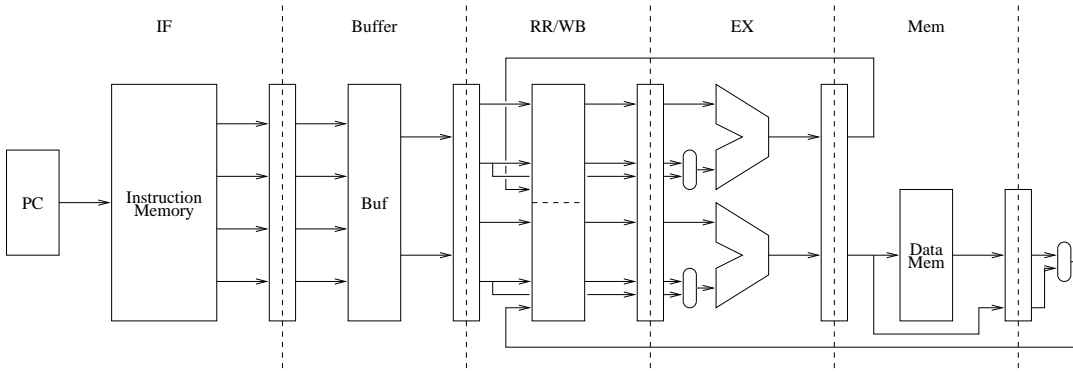 IF
Buffer
RR/WB
EX
Mem
PC
Instruction
Memory
Buf
Data
Mem